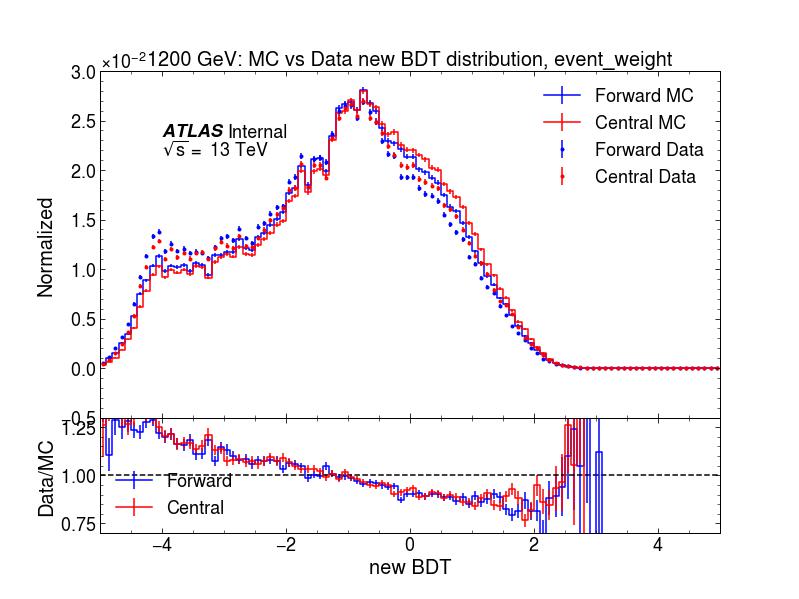 ×10⁻² 1200 GeV: MC vs Data new BDT distribution, event_weight
3.0
2.5
2.0
1.5
1.0
0.5
0.0
0.5
Normalized
ATLAS Internal
√s = 13 TeV
Forward MC
Central MC
Forward Data
Central Data
1.25
1.00
0.75
Data/MC
Forward
Central
−4
−2
0
2
4
new BDT